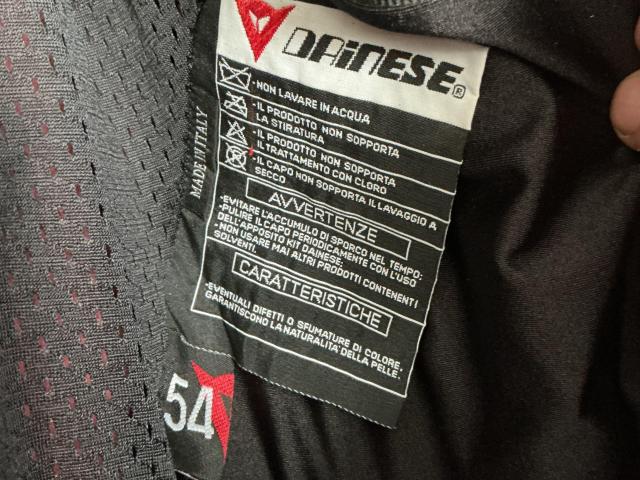 DAINESE®
-NON LAVARE IN ACQUA
-IL PRODOTTO NON SUPPORTA
LA STIRATURA
-IL PRODOTTO NON SUPPORTA
IL TRATTAMENTO CON CLORO
-IL CAPO NON SUPPORTA IL LAVAGGIO A
SECCO
AVVERTENZE
-EVITARE L'ACCUMULO DI SPORCO NEL TEMPO;
-PULIRE IL CAPO PERIODICAMENTE CON L'USO
DELL'APPOSITO KIT DAINESE;
-NON USARE MAI ALTRI PRODOTTI CONTENENTI
SOLVENTI.
CARATTERISTICHE
-EVENTUALI DIFETTI O SFUMATURE DI COLORE,
GARANTISCONO LA NATURALITA' DELLA PELLE.
MADE IN ITALY
54